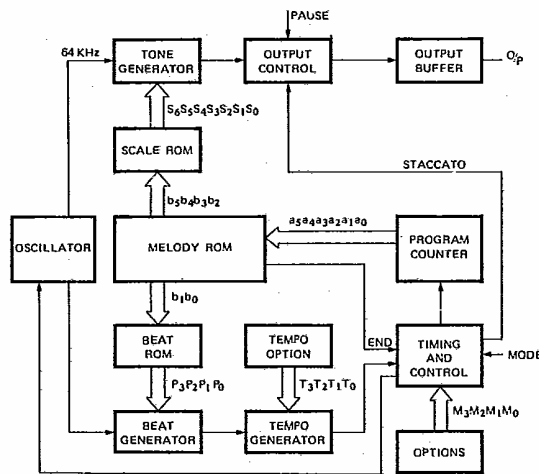 PAUSE
64 KHz
TONE
GENERATOR
OUTPUT
CONTROL
OUTPUT
BUFFER
O/P
S6S5S4S3S2S1S0
SCALE ROM
STACCATO
b5b4b3b2
a5a4a3a2a1a0
OSCILLATOR
MELODY ROM
PROGRAM
COUNTER
b1b0
BEAT
ROM
TEMPO
OPTION
END
TIMING
AND
CONTROL
MODE
P3P2P1P0
T3T2T1T0
BEAT
GENERATOR
TEMPO
GENERATOR
M3M2M1M0
OPTIONS